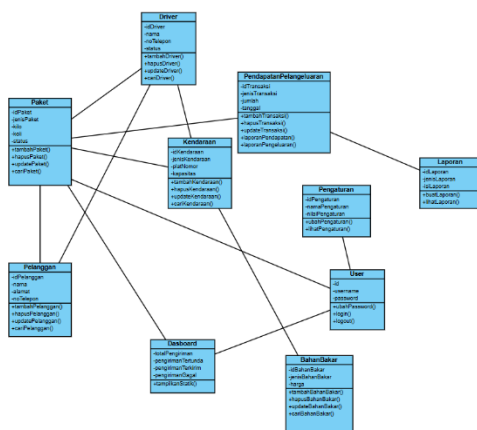 Driver
-idDriver
-nama
-noTelepon
-status
+tambahDriver()
+hapusDriver()
+updateDriver()
+cariDriver()
PendapatanPelangeluaran
-idTransaksi
-jenisTransaksi
-jumlah
-tanggal
+tambahTransaksi()
+hapusTransaksi()
+updateTransaksi()
+laporanPendapatan()
+laporanPengeluaran()
Paket
-idPaket
-jenisPaket
-kilo
-status
+tambahPaket()
+hapusPaket()
+updatePaket()
+cariPaket()
Kendaraan
-idKendaraan
-jenisKendaraan
-platNomor
-kapasitas
+tambahKendaraan()
+hapusKendaraan()
+updateKendaraan()
+cariKendaraan()
Laporan
-idLaporan
-jenisLaporan
-isiLaporan
+buatLaporan()
+lihatLaporan()
Pengaturan
-idPengaturan
-namaPengaturan
-nilaiPengaturan
+ubahPengaturan()
+lihatPengaturan()
Pelanggan
-idPelanggan
-nama
-alamat
-noTelepon
+tambahPelanggan()
+hapusPelanggan()
+updatePelanggan()
+cariPelanggan()
User
-id
-username
-password
+ubahPassword()
+login()
+logout()
Dasboard
-totalPengiriman
-pengirimanTertunda
-pengirimanTerkirim
-pengirimanGagal
+tampilkanStatik()
BahanBakar
-idBahanBakar
-jenisBahanBakar
-harga
+tambahBahanBakar()
+hapusBahanBakar()
+updateBahanBakar()
+cariBahanBakar()